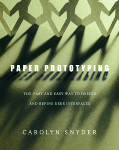 PAPER PROTOTYPING
THE FAST AND EASY WAY TO DESIGN
AND REFINE USER INTERFACES
CAROLYN SNYDER